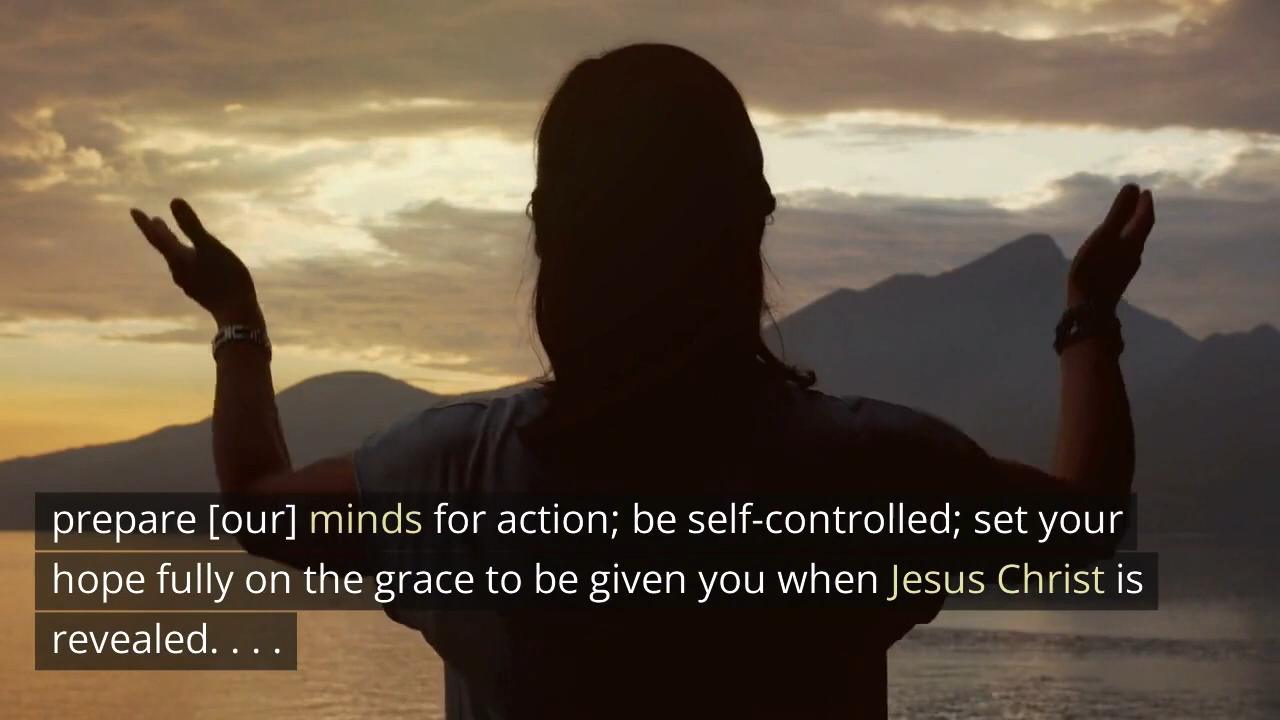 prepare [our] minds for action; be self-controlled; set your
hope fully on the grace to be given you when Jesus Christ is
revealed. . . .